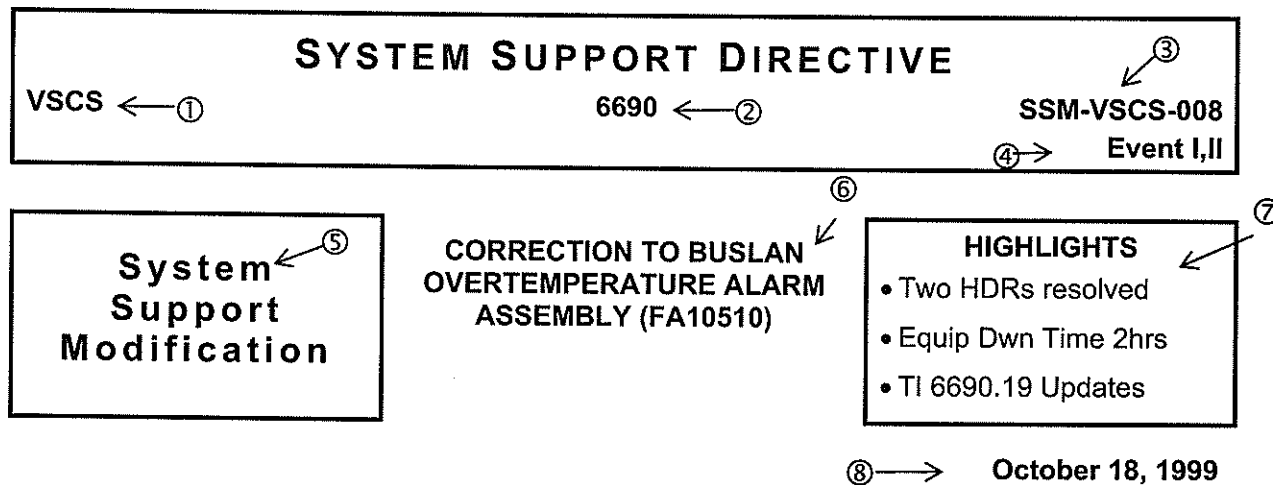 SYSTEM SUPPORT DIRECTIVE
③
VSCS ①
6690 ②
SSM-VSCS-008
④ Event I,II
⑤
System
Support
Modification
⑥
CORRECTION TO BUSLAN
OVERTEMPERATURE ALARM
ASSEMBLY (FA10510)
⑦
HIGHLIGHTS
• Two HDRs resolved
• Equip Dwn Time 2hrs
• TI 6690.19 Updates
⑧ October 18, 1999